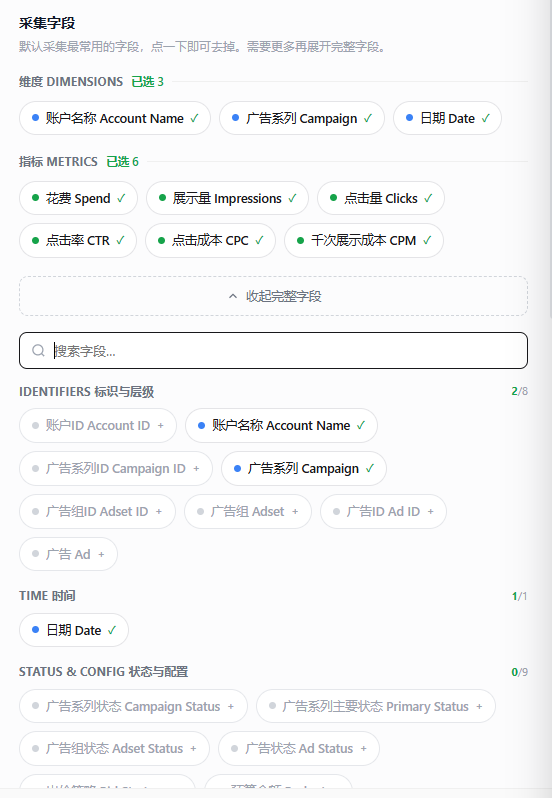 采集字段
默认采集最常用的字段，点一下即可去掉。需要更多再展开完整字段。
维度 DIMENSIONS 已选 3
账户名称 Account Name ✓ 广告系列 Campaign ✓ 日期 Date ✓
指标 METRICS 已选 6
花费 Spend ✓ 展示量 Impressions ✓ 点击量 Clicks ✓
点击率 CTR ✓ 点击成本 CPC ✓ 千次展示成本 CPM ✓
收起完整字段
搜索字段...
IDENTIFIERS 标识与层级 2/8
账户ID Account ID + 账户名称 Account Name ✓
广告系列ID Campaign ID + 广告系列 Campaign ✓
广告组ID Adset ID + 广告组 Adset + 广告ID Ad ID +
广告 Ad +
TIME 时间 1/1
日期 Date ✓
STATUS & CONFIG 状态与配置 0/9
广告系列状态 Campaign Status + 广告系列主要状态 Primary Status +
广告组状态 Adset Status + 广告状态 Ad Status +